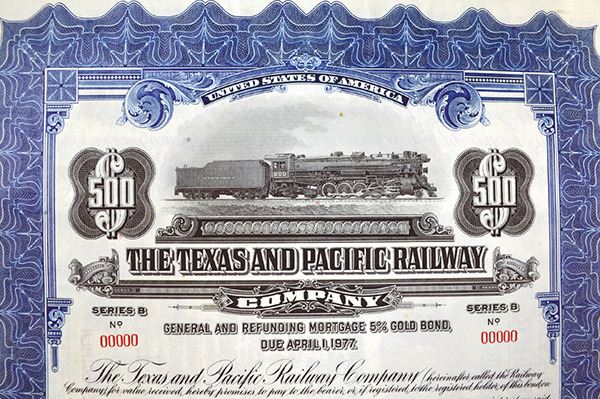 UNITED STATES OF AMERICA
$500 $500
600
THE TEXAS AND PACIFIC RAILWAY
COMPANY
SERIES B SERIES B
No No
00000 00000
GENERAL AND REFUNDING MORTGAGE 5% GOLD BOND,
DUE APRIL 1, 1977.
The Texas and Pacific Railway Company (hereinafter called the Railway
Company), for value received, hereby promises to pay to the bearer, or, if registered, to the registered holder, of this bond on